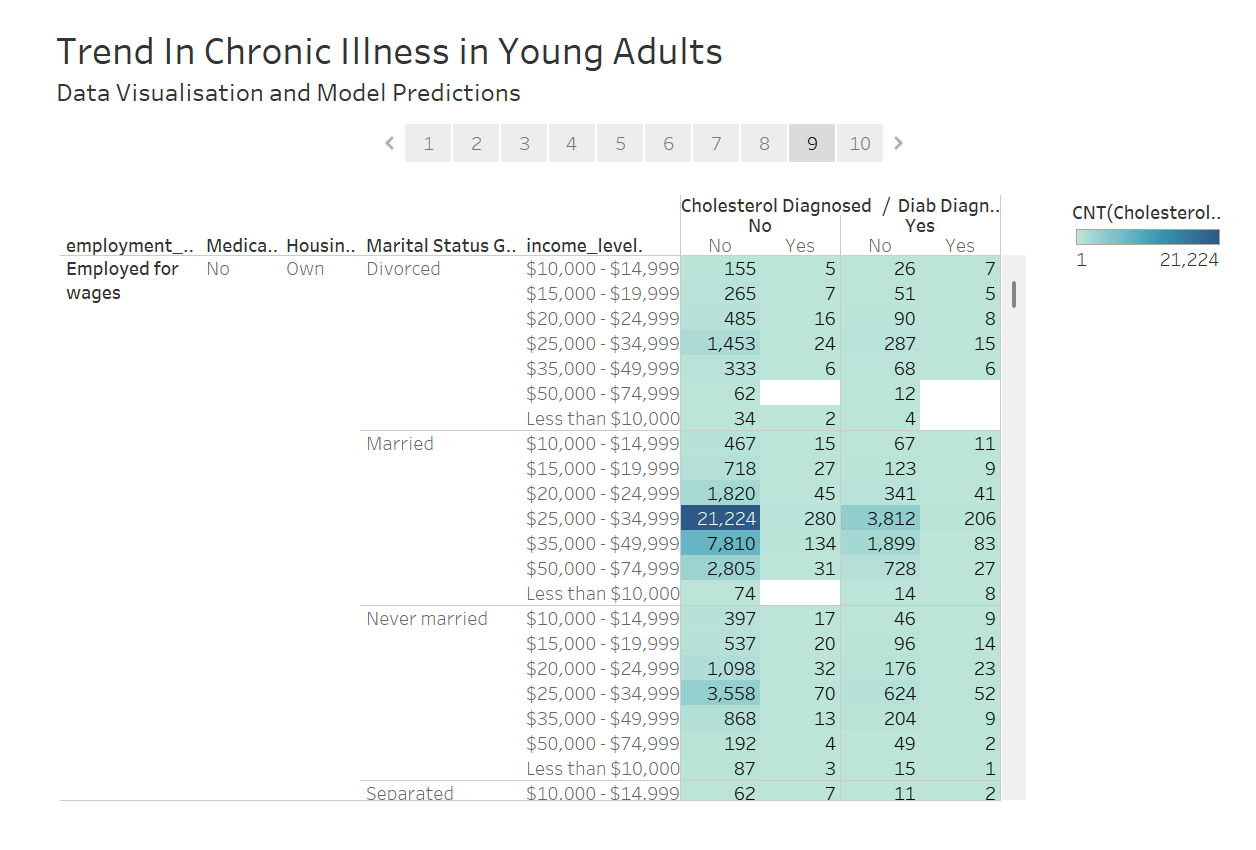 Trend In Chronic Illness in Young Adults
Data Visualisation and Model Predictions
1 2 3 4 5 6 7 8 9 10
Cholesterol Diagnosed / Diab Diagn..
No Yes
employment_.. Medica.. Housin.. Marital Status G.. income_level. No Yes No Yes
Employed for wages No Own Divorced $10,000 - $14,999 155 5 26 7
$15,000 - $19,999 265 7 51 5
$20,000 - $24,999 485 16 90 8
$25,000 - $34,999 1,453 24 287 15
$35,000 - $49,999 333 6 68 6
$50,000 - $74,999 62 12
Less than $10,000 34 2 4
Married $10,000 - $14,999 467 15 67 11
$15,000 - $19,999 718 27 123 9
$20,000 - $24,999 1,820 45 341 41
$25,000 - $34,999 21,224 280 3,812 206
$35,000 - $49,999 7,810 134 1,899 83
$50,000 - $74,999 2,805 31 728 27
Less than $10,000 74 14 8
Never married $10,000 - $14,999 397 17 46 9
$15,000 - $19,999 537 20 96 14
$20,000 - $24,999 1,098 32 176 23
$25,000 - $34,999 3,558 70 624 52
$35,000 - $49,999 868 13 204 9
$50,000 - $74,999 192 4 49 2
Less than $10,000 87 3 15 1
Separated $10,000 - $14,999 62 7 11 2
CNT(Cholesterol..
1 21,224